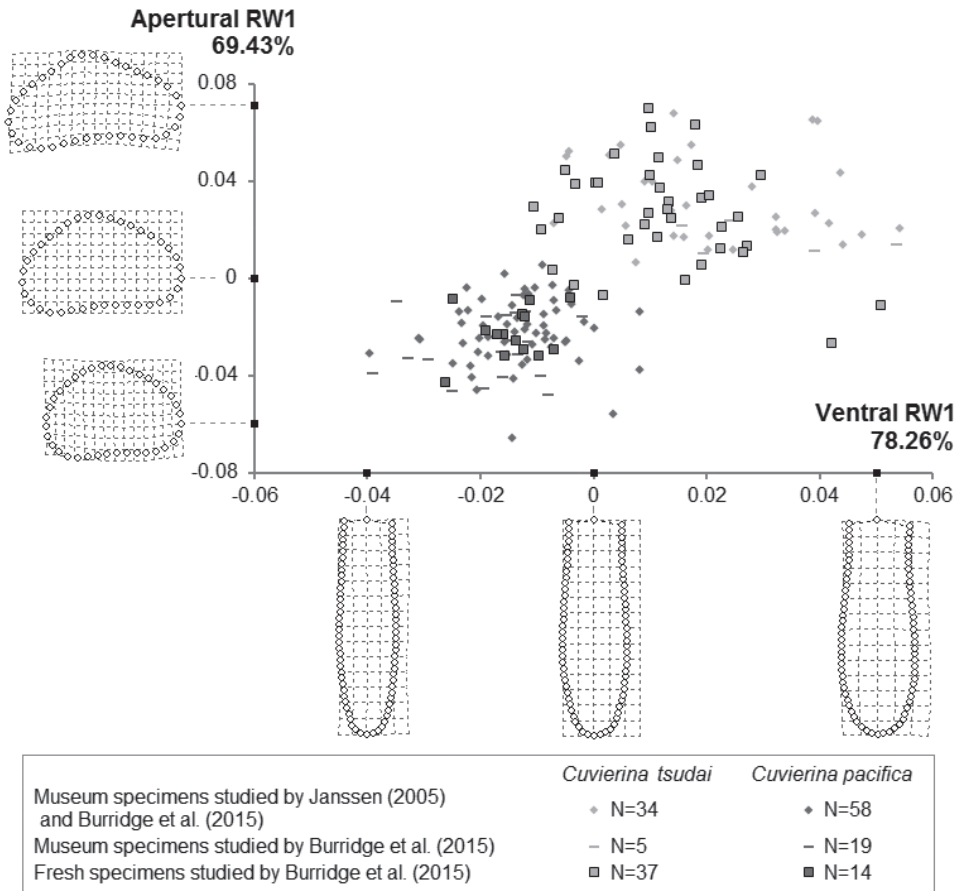 Apertural RW1
69.43%
0.08
0.04
0
-0.04
-0.08
Ventral RW1
78.26%
-0.06 -0.04 -0.02 0 0.02 0.04 0.06
Cuvierina tsudai Cuvierina pacifica
Museum specimens studied by Janssen (2005)
and Burridge et al. (2015)
N=34 N=58
Museum specimens studied by Burridge et al. (2015) N=5 N=19
Fresh specimens studied by Burridge et al. (2015) N=37 N=14